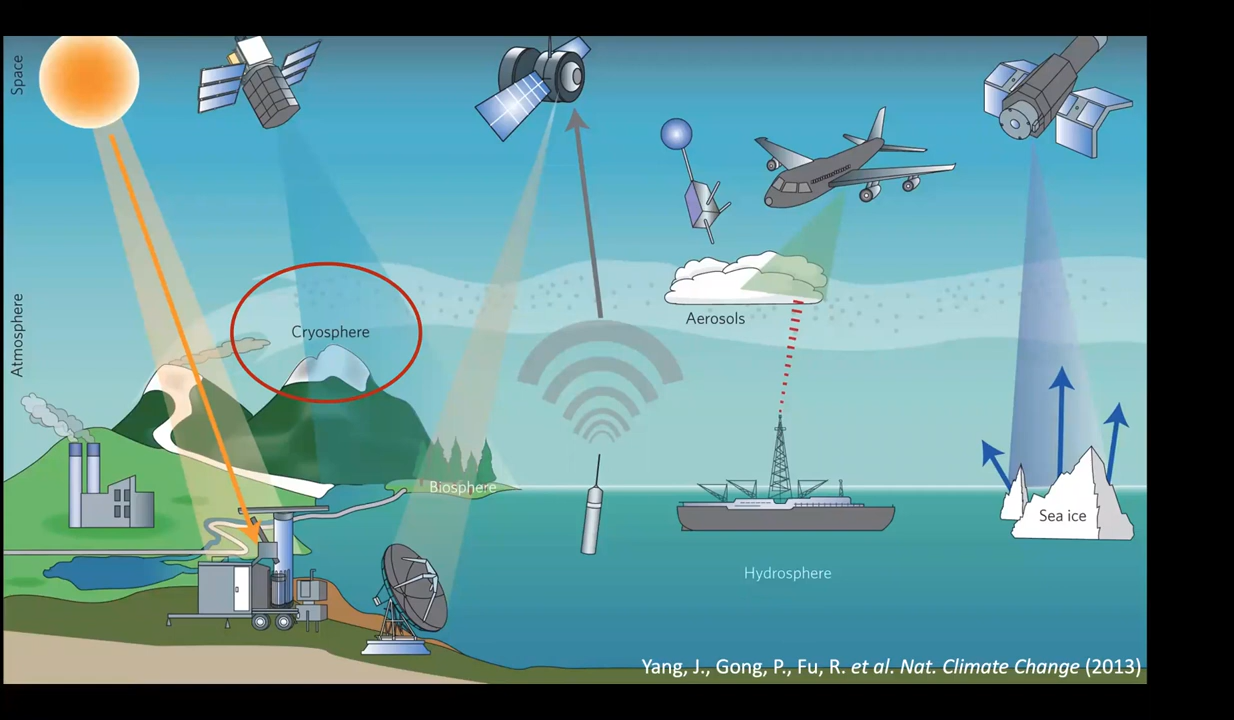 Space
Atmosphere
Cryosphere
Aerosols
Biosphere
Sea ice
Hydrosphere
Yang, J., Gong, P., Fu, R. et al. Nat. Climate Change (2013)